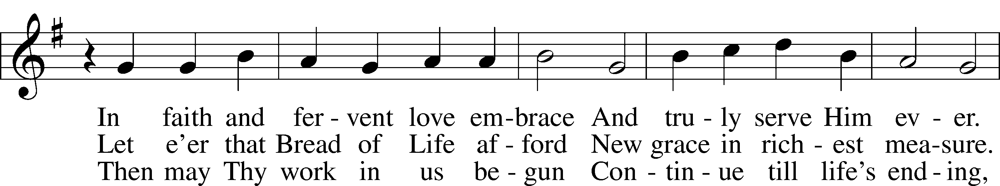 In faith and fer - vent love em-brace And tru - ly serve Him ev - er.
Let e’er that Bread of Life af - ford New grace in rich - est mea-sure.
Then may Thy work in us be - gun Con - tin - ue till life’s end - ing,